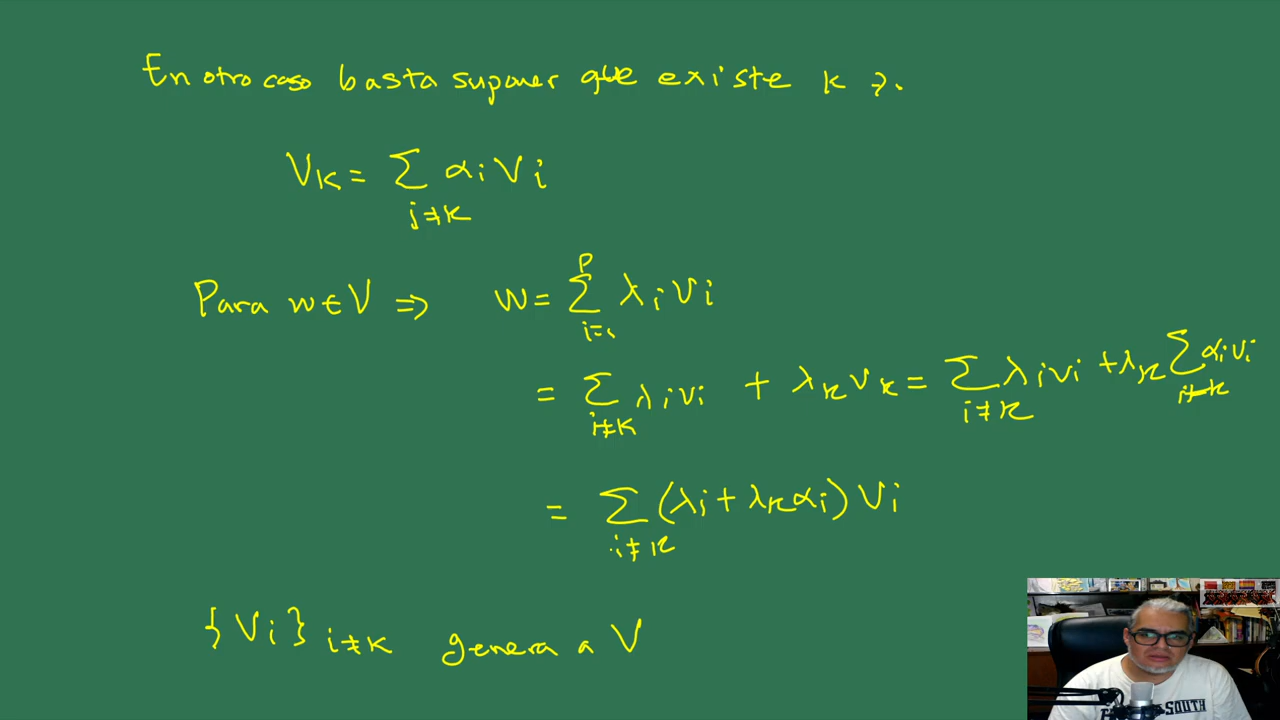 En otro caso basta suponer que existe k ∋.
V_k = Σ_{j≠k} α_i V_i
Para w ∈ V ⟹ w = Σ_{i=1}^{p} λ_i V_i
= Σ_{i≠k} λ_i v_i + λ_k v_k = Σ_{i≠k} λ_i v_i + λ_k Σ_{i≠k} α_i v_i
= Σ_{i≠k} (λ_i + λ_k α_i) V_i
{V_i}_{i≠k} genera a V
SOUTH